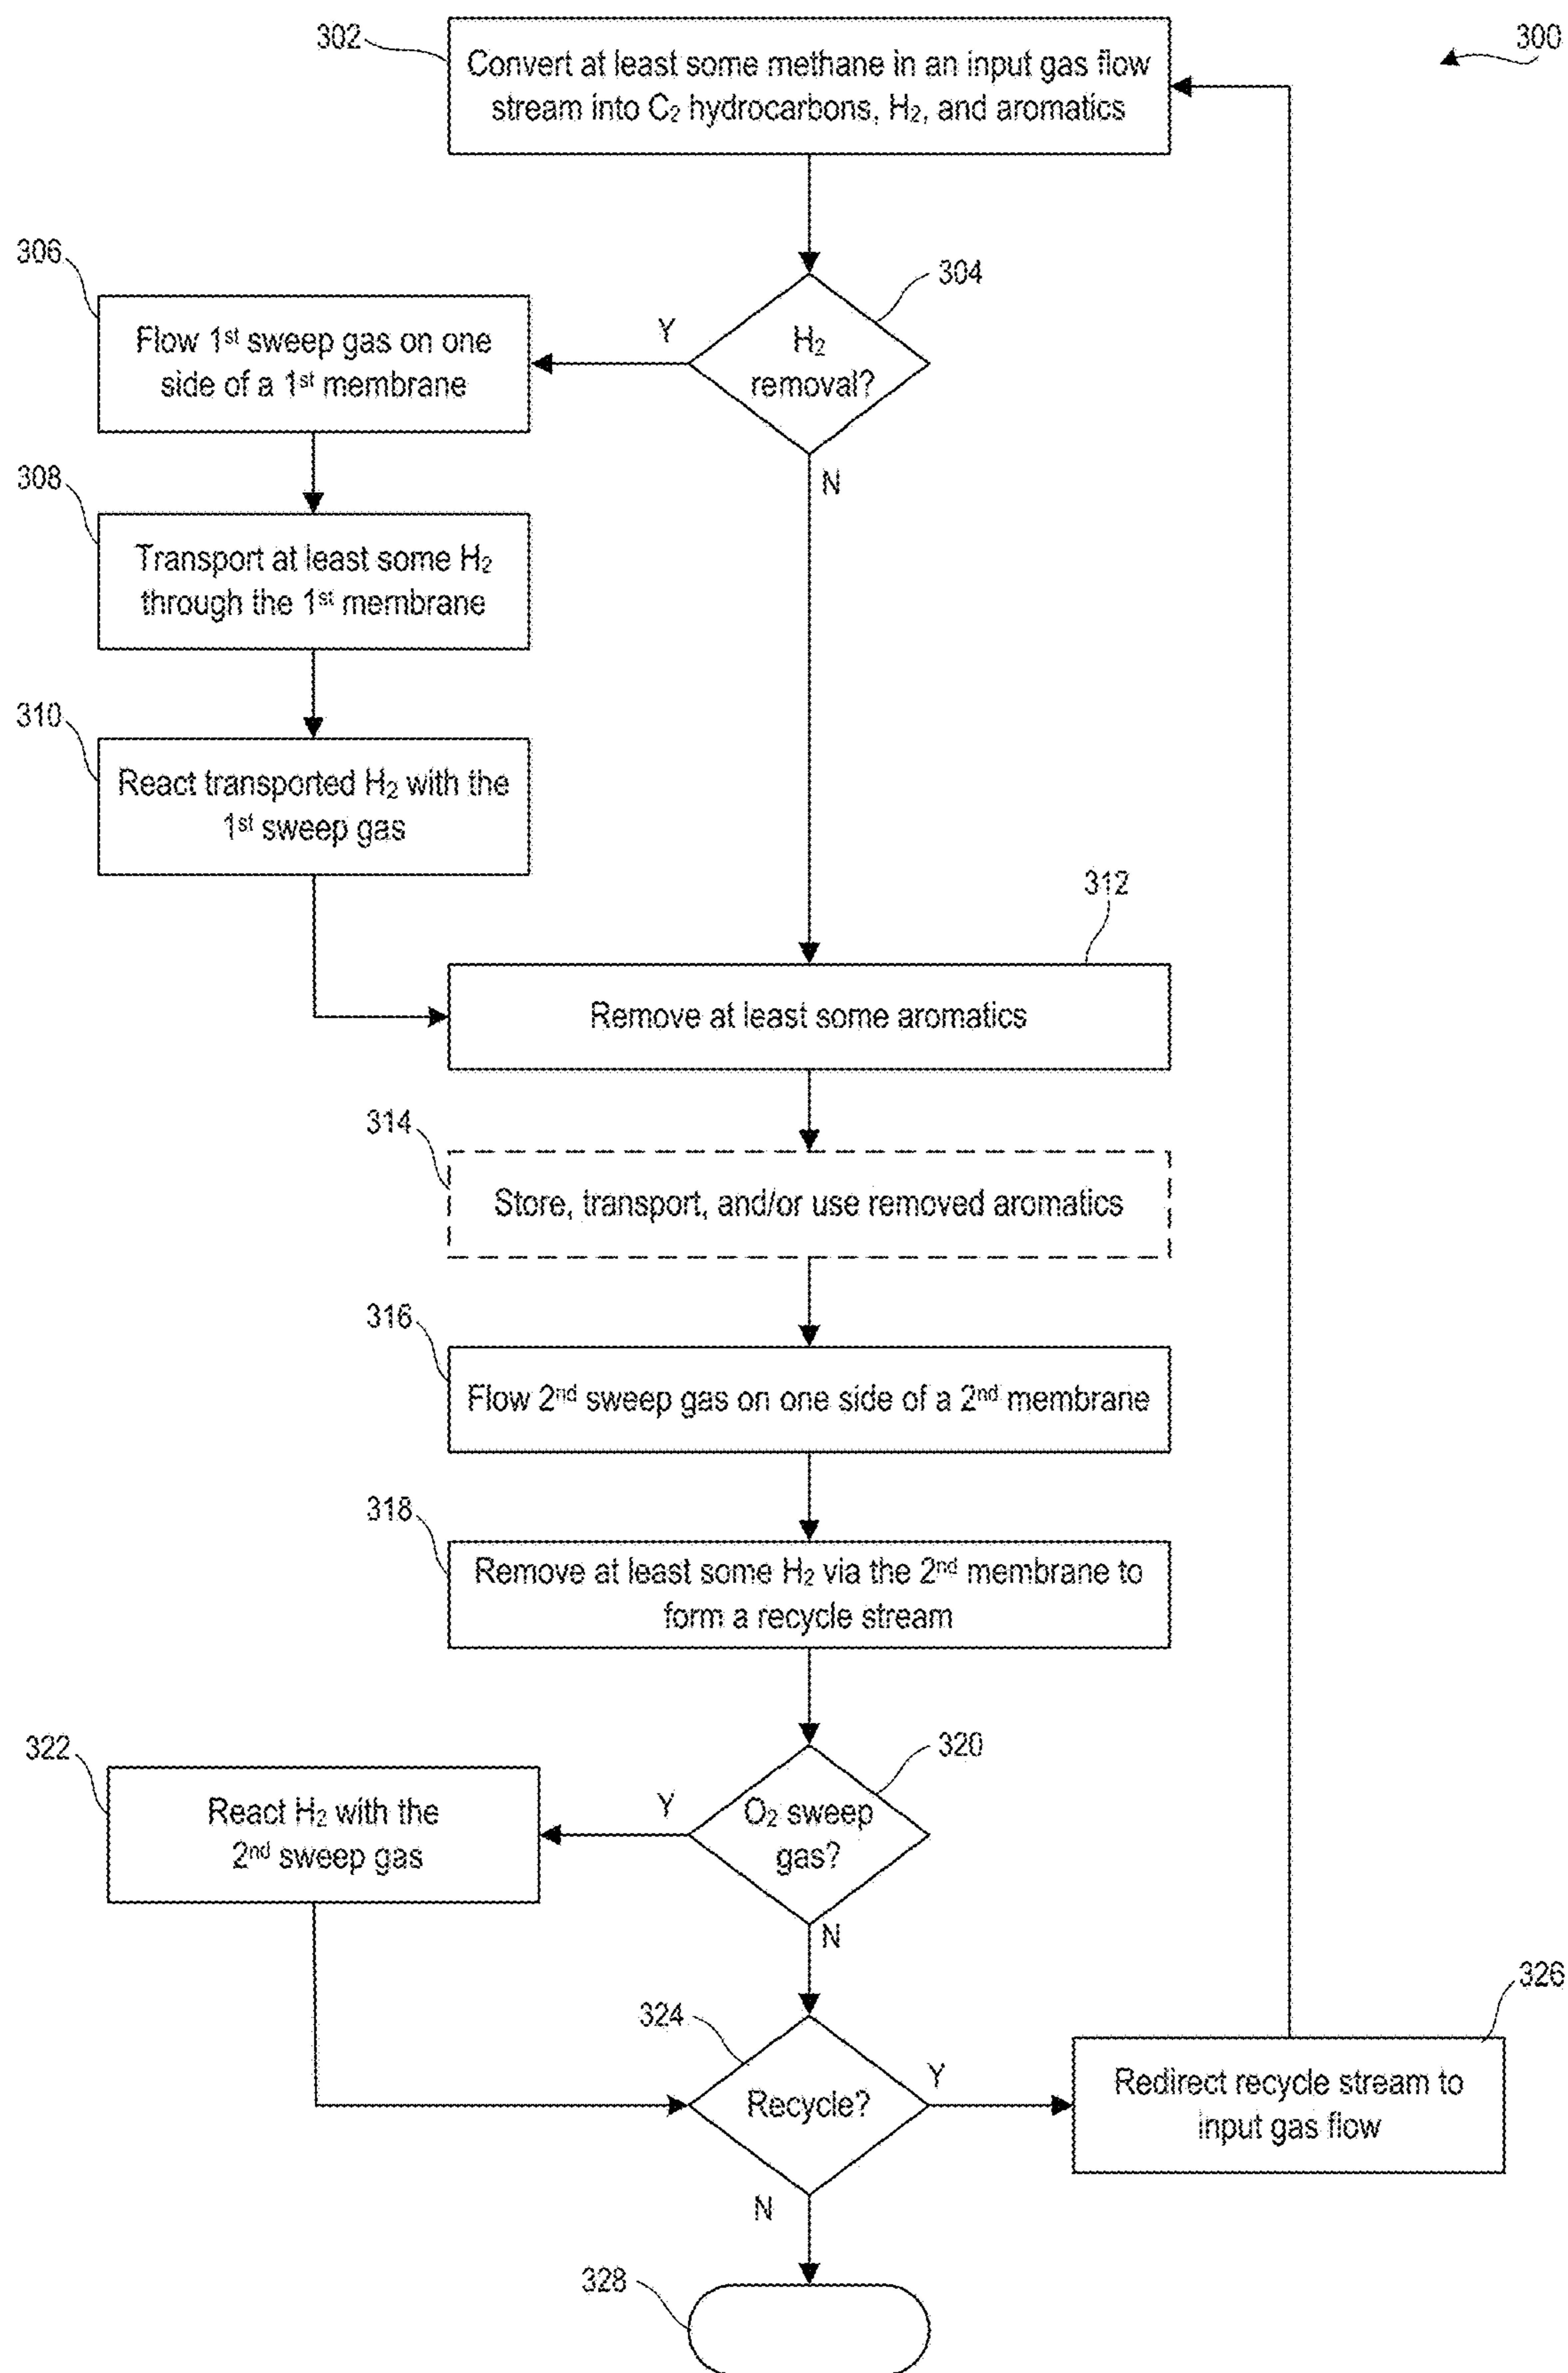 302
Convert at least some methane in an input gas flow
stream into C₂ hydrocarbons, H₂, and aromatics
300
304
H₂
removal?
Y
N
306
Flow 1st sweep gas on one
side of a 1st membrane
308
Transport at least some H₂
through the 1st membrane
310
React transported H₂ with the
1st sweep gas
312
Remove at least some aromatics
314
Store, transport, and/or use removed aromatics
316
Flow 2nd sweep gas on one side of a 2nd membrane
318
Remove at least some H₂ via the 2nd membrane to
form a recycle stream
320
O₂ sweep
gas?
Y
N
322
React H₂ with the
2nd sweep gas
324
Recycle?
Y
N
326
Redirect recycle stream to
input gas flow
328